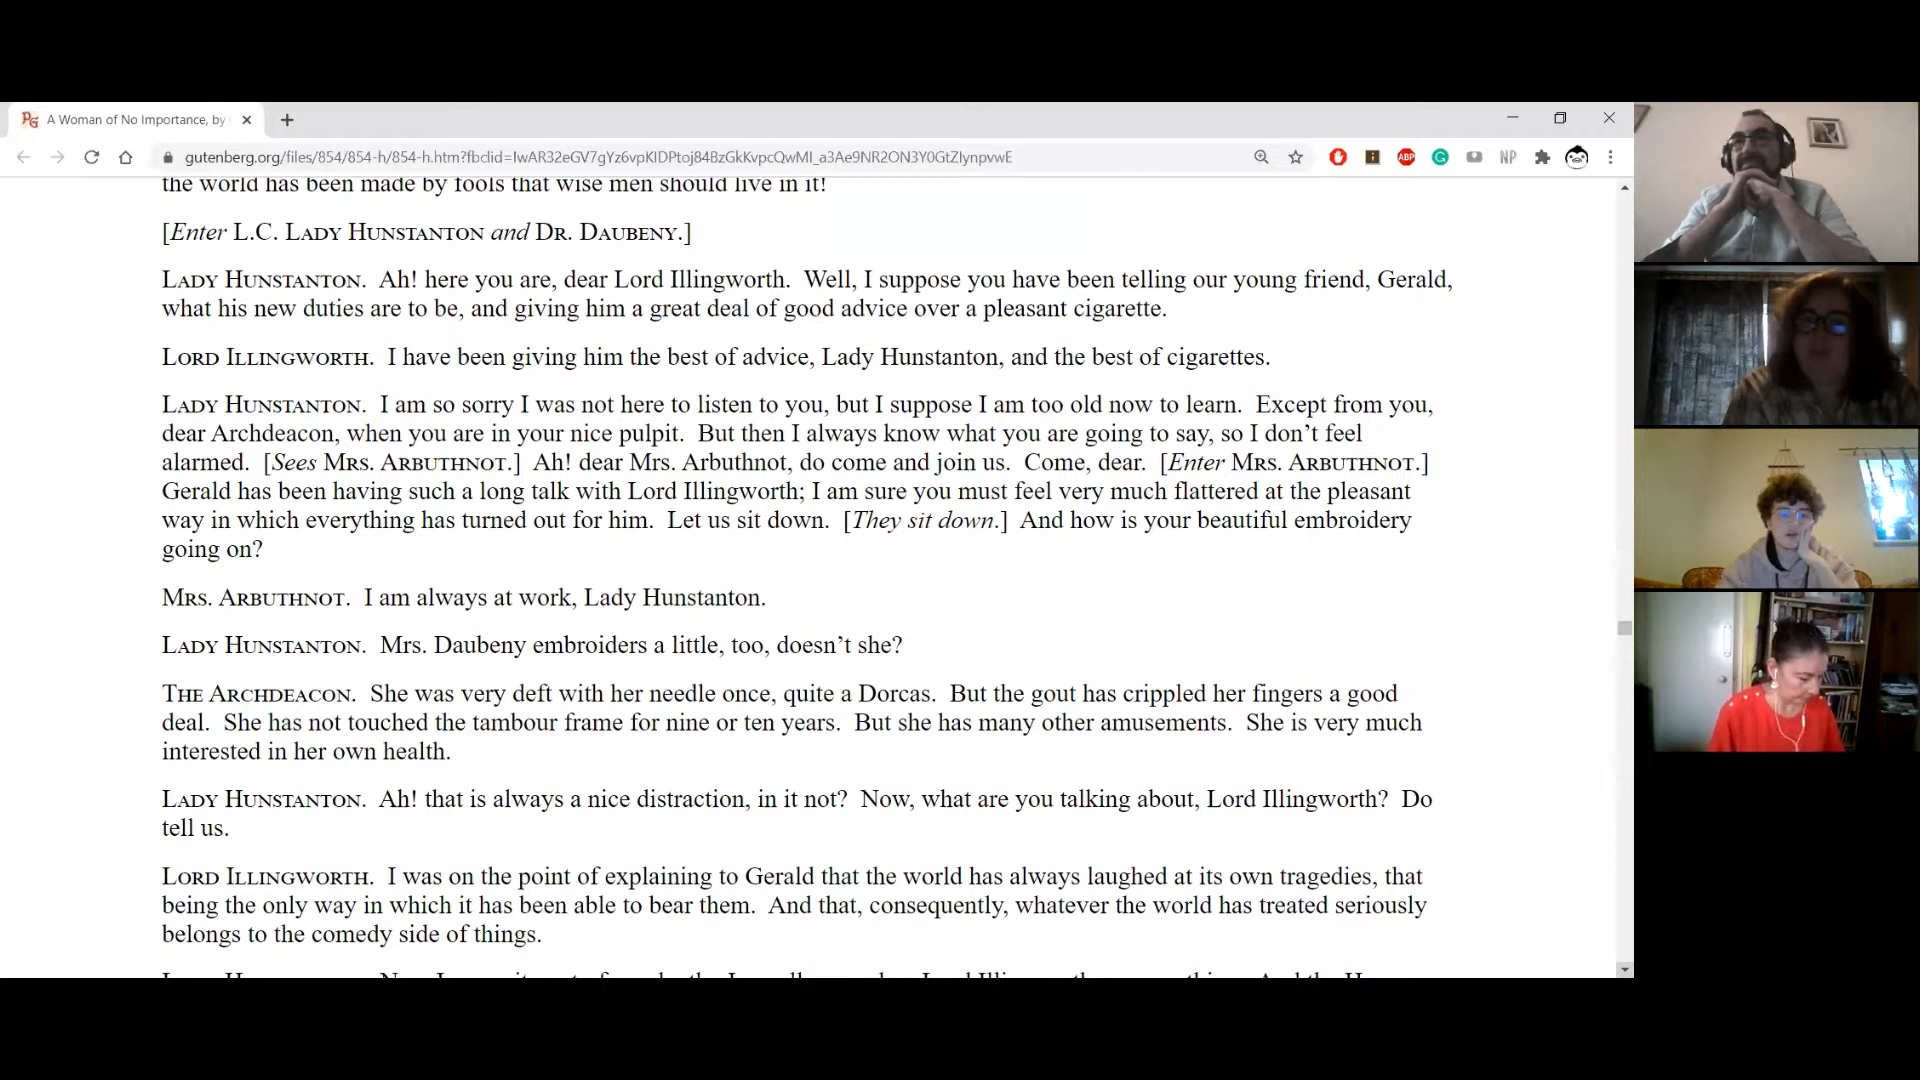 A Woman of No Importance, by
gutenberg.org/files/854/854-h/854-h.htm?fbclid=IwAR32eGV7gYz6vpKIDPtoj84BzGkKvpcQwMI_a3Ae9NR2ON3Y0GtZIynpvwE
ABP
NP
the world has been made by fools that wise men should live in it!
[Enter L.C. LADY HUNSTANTON and DR. DAUBENY.]
LADY HUNSTANTON. Ah! here you are, dear Lord Illingworth. Well, I suppose you have been telling our young friend, Gerald,
what his new duties are to be, and giving him a great deal of good advice over a pleasant cigarette.
LORD ILLINGWORTH. I have been giving him the best of advice, Lady Hunstanton, and the best of cigarettes.
LADY HUNSTANTON. I am so sorry I was not here to listen to you, but I suppose I am too old now to learn. Except from you,
dear Archdeacon, when you are in your nice pulpit. But then I always know what you are going to say, so I don’t feel
alarmed. [Sees MRS. ARBUTHNOT.] Ah! dear Mrs. Arbuthnot, do come and join us. Come, dear. [Enter MRS. ARBUTHNOT.]
Gerald has been having such a long talk with Lord Illingworth; I am sure you must feel very much flattered at the pleasant
way in which everything has turned out for him. Let us sit down. [They sit down.] And how is your beautiful embroidery
going on?
MRS. ARBUTHNOT. I am always at work, Lady Hunstanton.
LADY HUNSTANTON. Mrs. Daubeny embroiders a little, too, doesn’t she?
THE ARCHDEACON. She was very deft with her needle once, quite a Dorcas. But the gout has crippled her fingers a good
deal. She has not touched the tambour frame for nine or ten years. But she has many other amusements. She is very much
interested in her own health.
LADY HUNSTANTON. Ah! that is always a nice distraction, in it not? Now, what are you talking about, Lord Illingworth? Do
tell us.
LORD ILLINGWORTH. I was on the point of explaining to Gerald that the world has always laughed at its own tragedies, that
being the only way in which it has been able to bear them. And that, consequently, whatever the world has treated seriously
belongs to the comedy side of things.